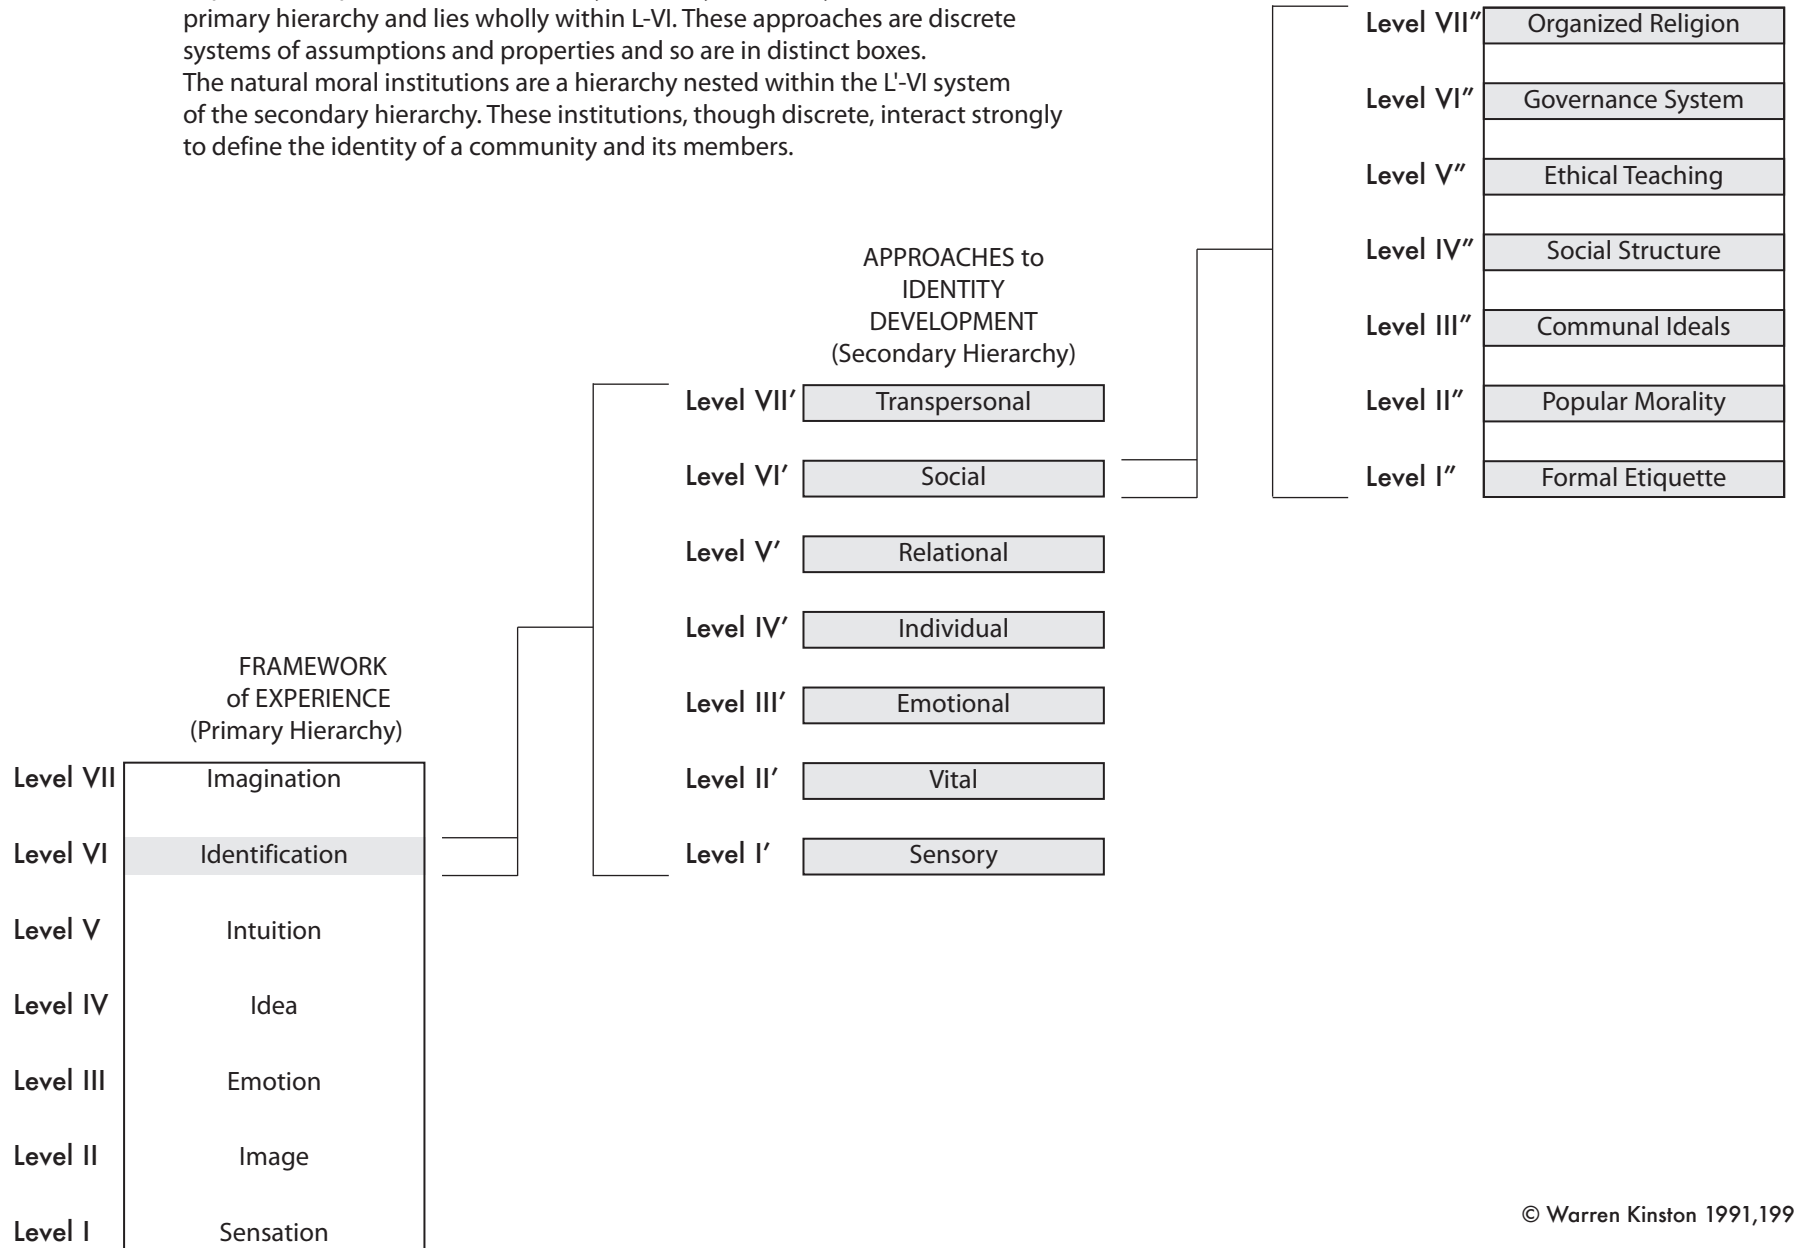 primary hierarchy and lies wholly within L-VI. These approaches are discrete
systems of assumptions and properties and so are in distinct boxes.
The natural moral institutions are a hierarchy nested within the L'-VI system
of the secondary hierarchy. These institutions, though discrete, interact strongly
to define the identity of a community and its members.
Level VII″ Organized Religion
Level VI″ Governance System
Level V″ Ethical Teaching
Level IV″ Social Structure
Level III″ Communal Ideals
Level II″ Popular Morality
Level I″ Formal Etiquette
APPROACHES to
IDENTITY
DEVELOPMENT
(Secondary Hierarchy)
Level VII′ Transpersonal
Level VI′ Social
Level V′ Relational
Level IV′ Individual
Level III′ Emotional
Level II′ Vital
Level I′ Sensory
FRAMEWORK
of EXPERIENCE
(Primary Hierarchy)
Level VII Imagination
Level VI Identification
Level V Intuition
Level IV Idea
Level III Emotion
Level II Image
Level I Sensation
© Warren Kinston 1991,199